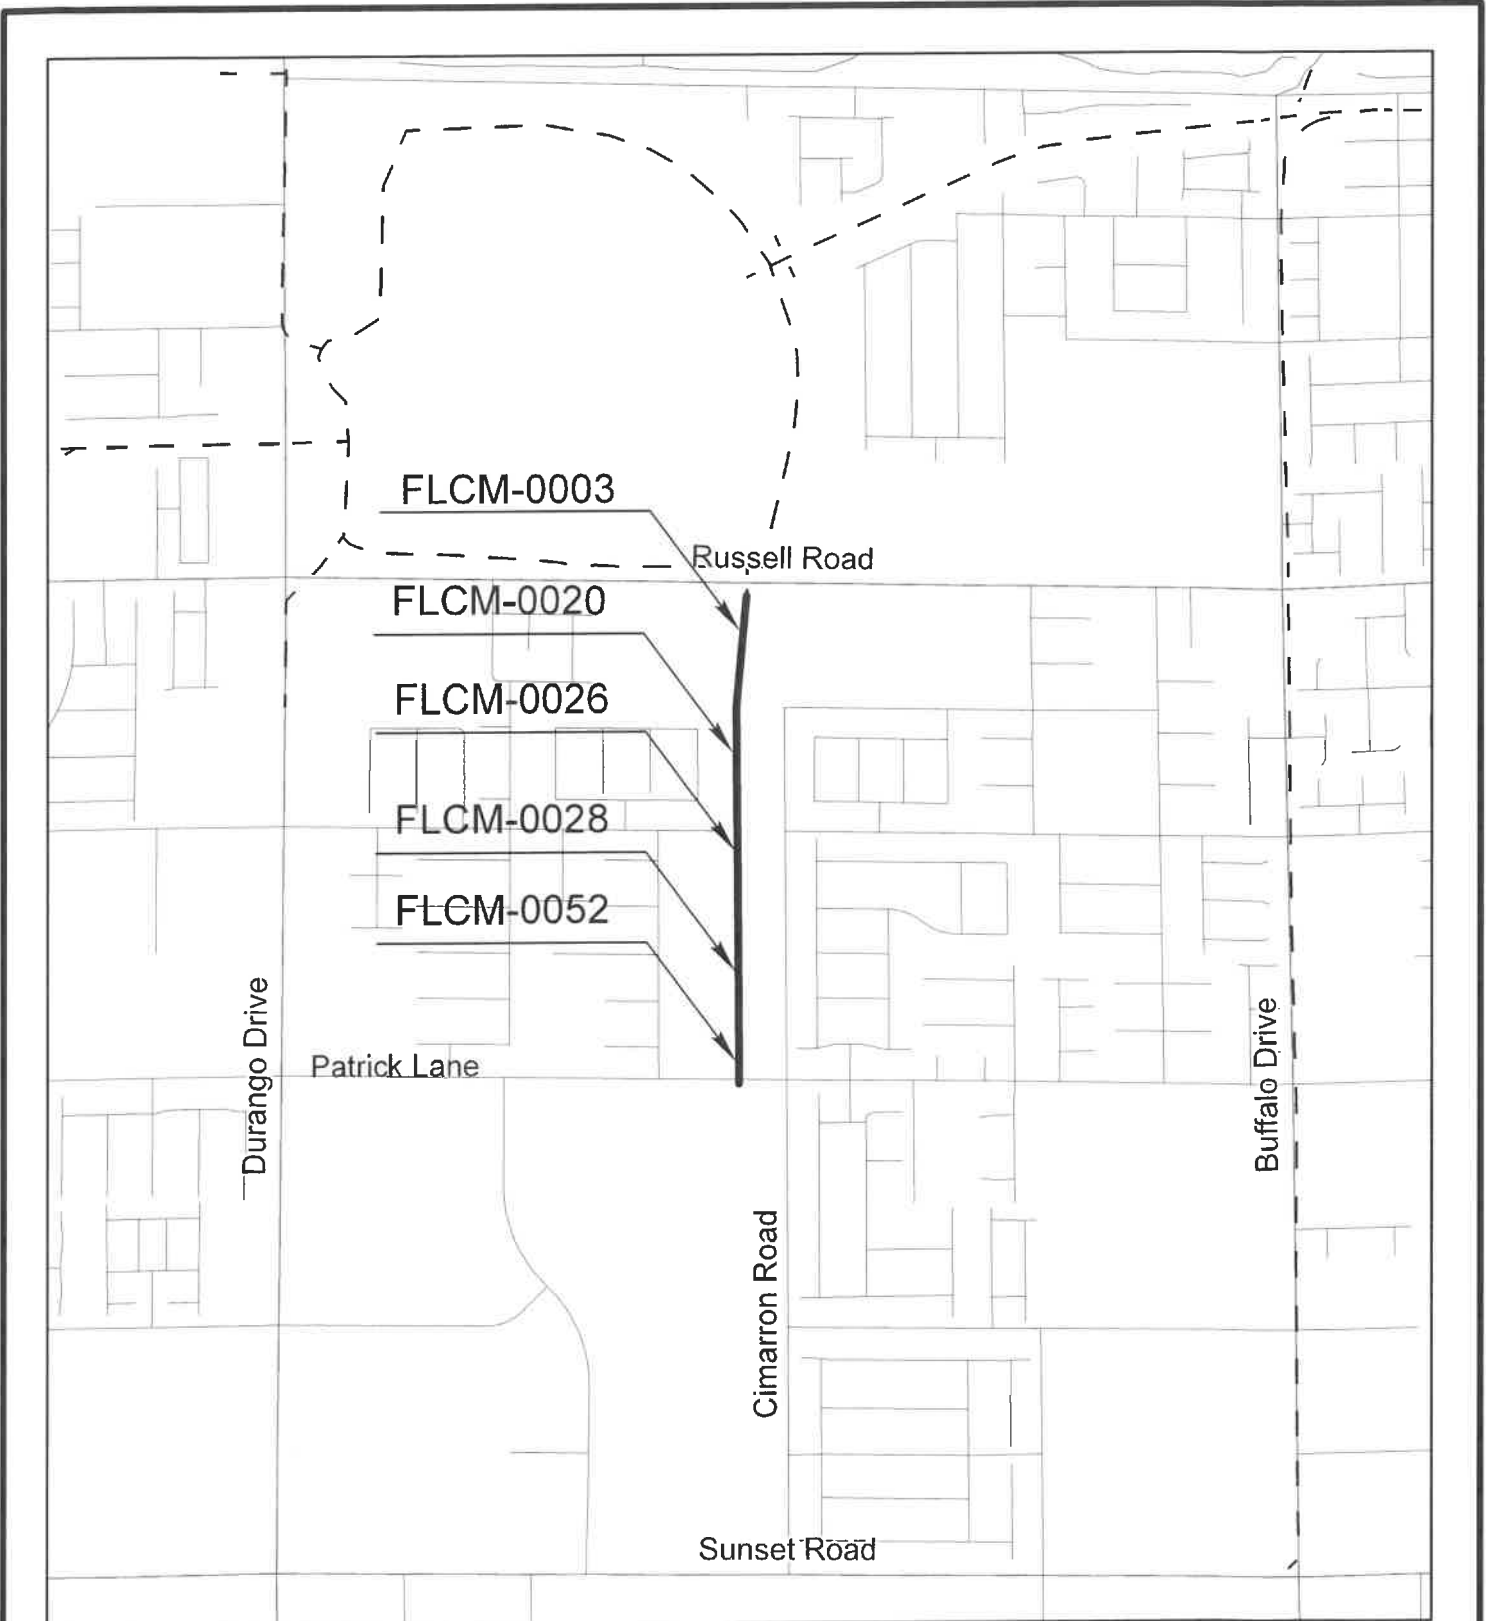 FLCM-0003
Russell Road
FLCM-0020
FLCM-0026
FLCM-0028
FLCM-0052
Durango Drive
Patrick Lane
Buffalo Drive
Cimarron Road
Sunset Road